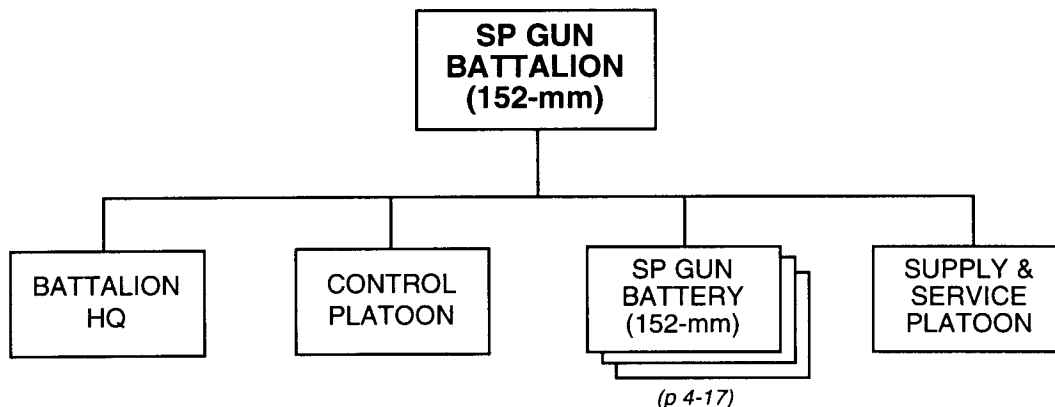 SP GUN
BATTALION
(152-mm)
BATTALION
HQ
CONTROL
PLATOON
SP GUN
BATTERY
(152-mm)
SUPPLY &
SERVICE
PLATOON
(p 4-17)